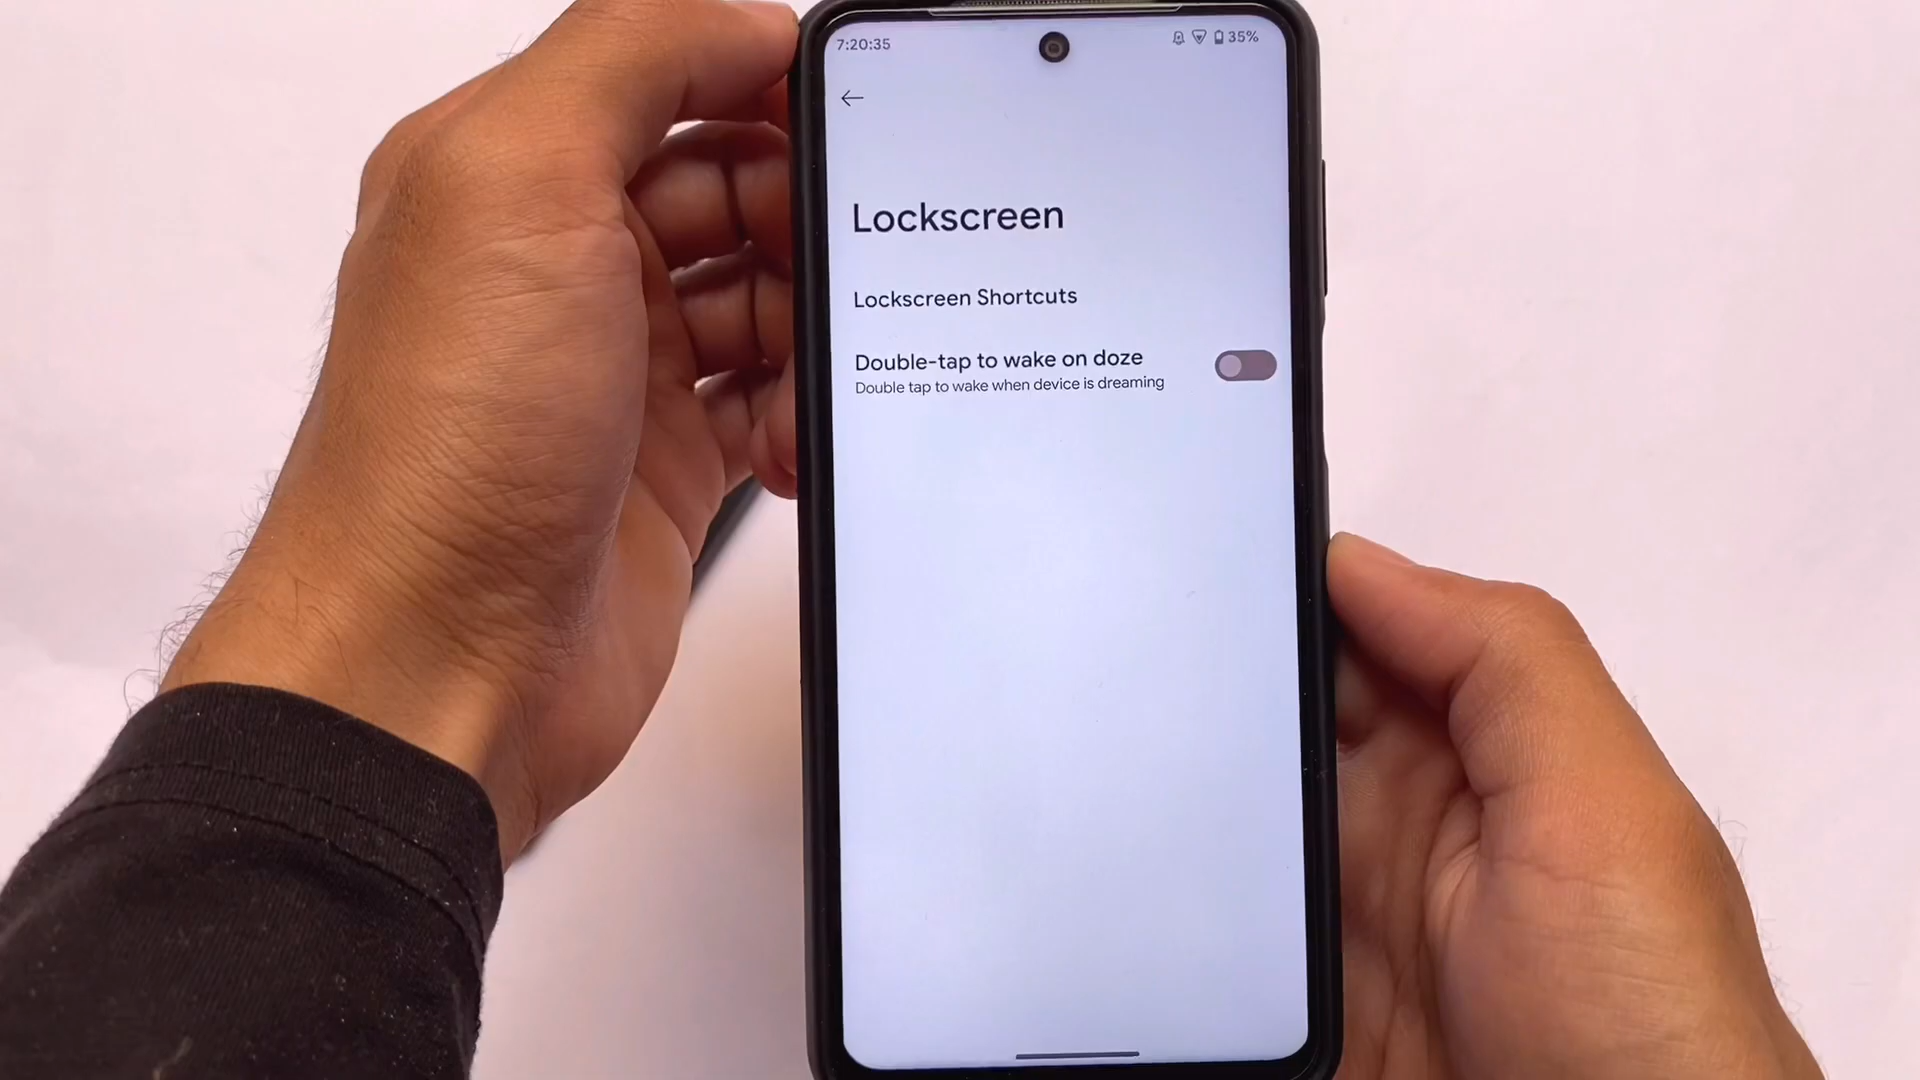 7:20:35
35%
Lockscreen
Lockscreen Shortcuts
Double-tap to wake on doze
Double tap to wake when device is dreaming